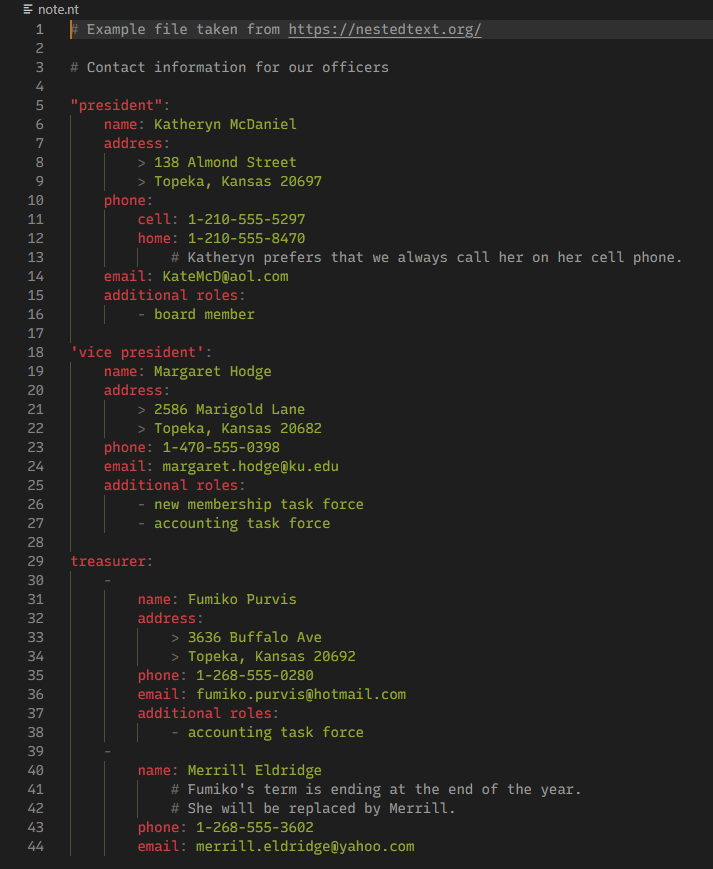 note.nt
1 # Example file taken from https://nestedtext.org/
2
3 # Contact information for our officers
4
5 "president":
6     name: Katheryn McDaniel
7     address:
8         > 138 Almond Street
9         > Topeka, Kansas 20697
10     phone:
11         cell: 1-210-555-5297
12         home: 1-210-555-8470
13             # Katheryn prefers that we always call her on her cell phone.
14     email: KateMcD@aol.com
15     additional roles:
16         - board member
17
18 'vice president':
19     name: Margaret Hodge
20     address:
21         > 2586 Marigold Lane
22         > Topeka, Kansas 20682
23     phone: 1-470-555-0398
24     email: margaret.hodge@ku.edu
25     additional roles:
26         - new membership task force
27         - accounting task force
28
29 treasurer:
30     -
31         name: Fumiko Purvis
32         address:
33             > 3636 Buffalo Ave
34             > Topeka, Kansas 20692
35         phone: 1-268-555-0280
36         email: fumiko.purvis@hotmail.com
37         additional roles:
38             - accounting task force
39     -
40         name: Merrill Eldridge
41             # Fumiko's term is ending at the end of the year.
42             # She will be replaced by Merrill.
43         phone: 1-268-555-3602
44         email: merrill.eldridge@yahoo.com